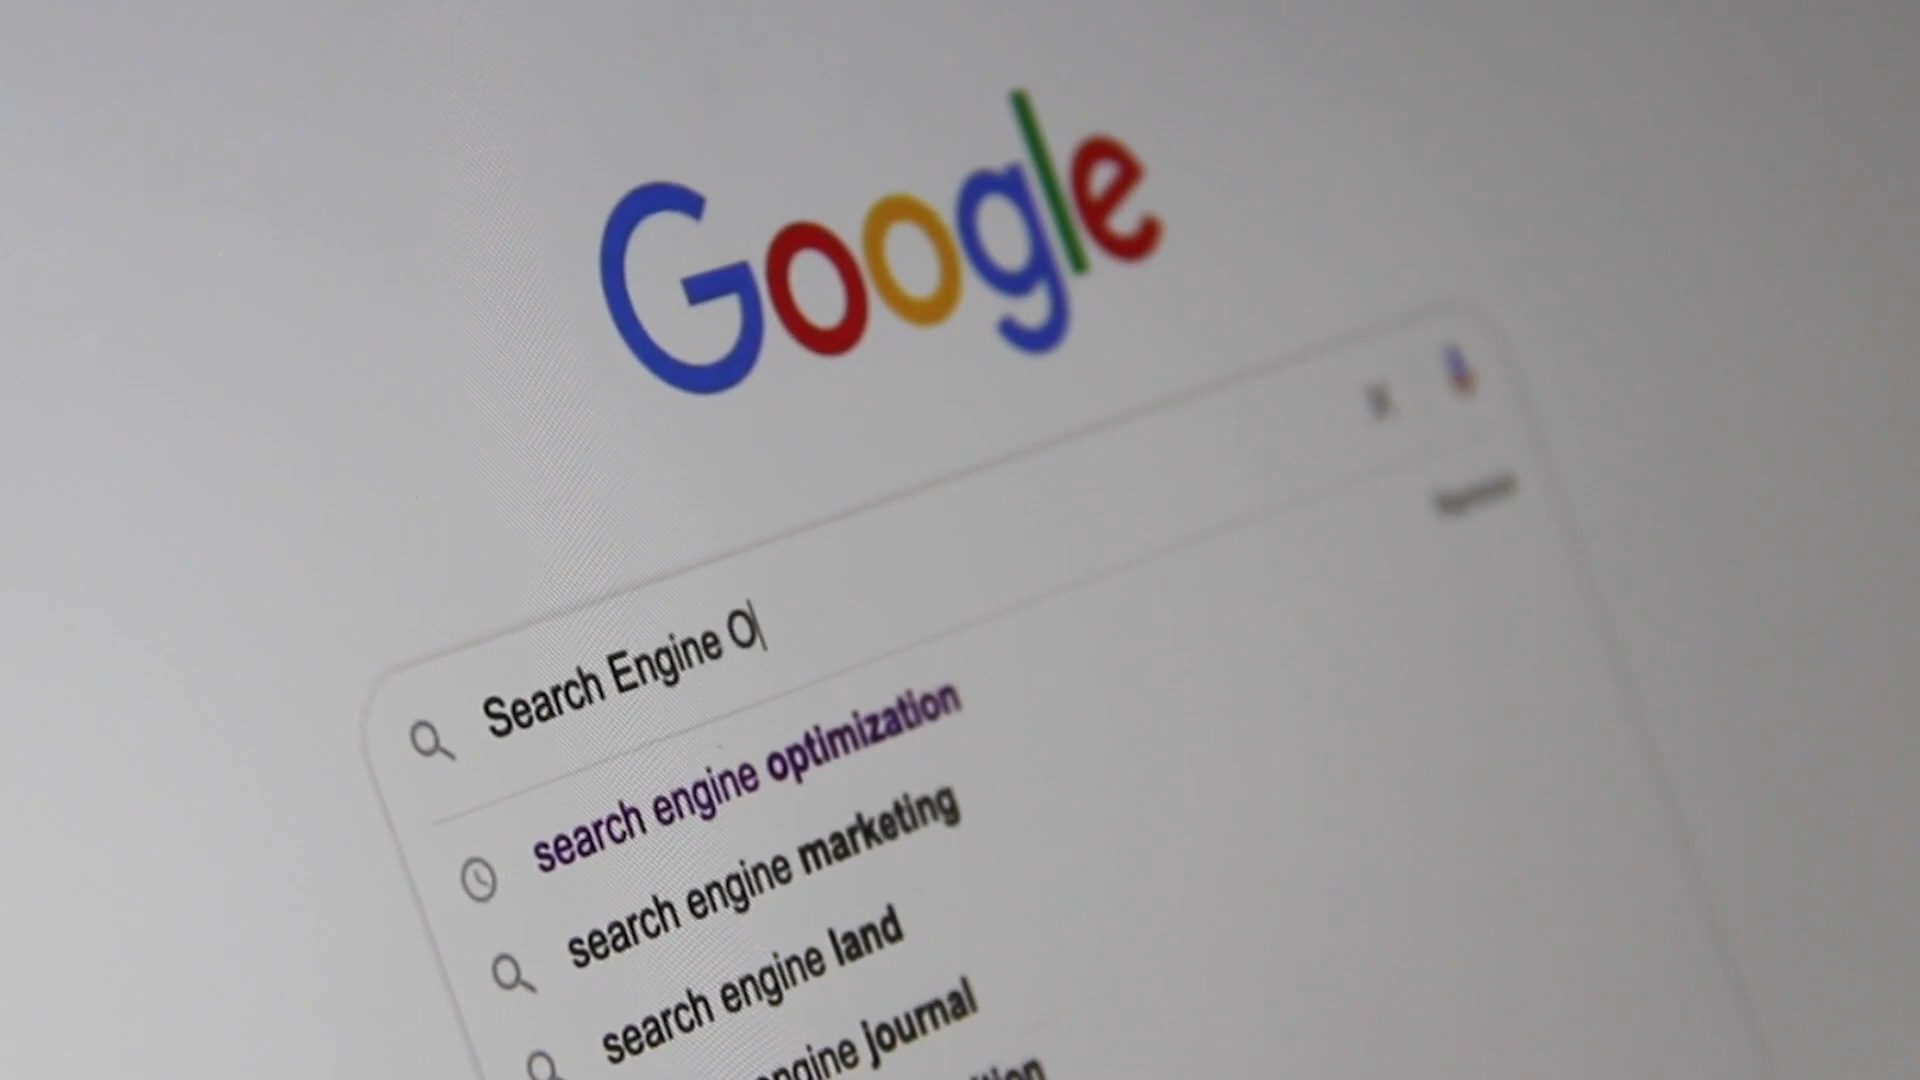 Google
Search Engine O
search engine optimization
search engine marketing
search engine land
engine journal